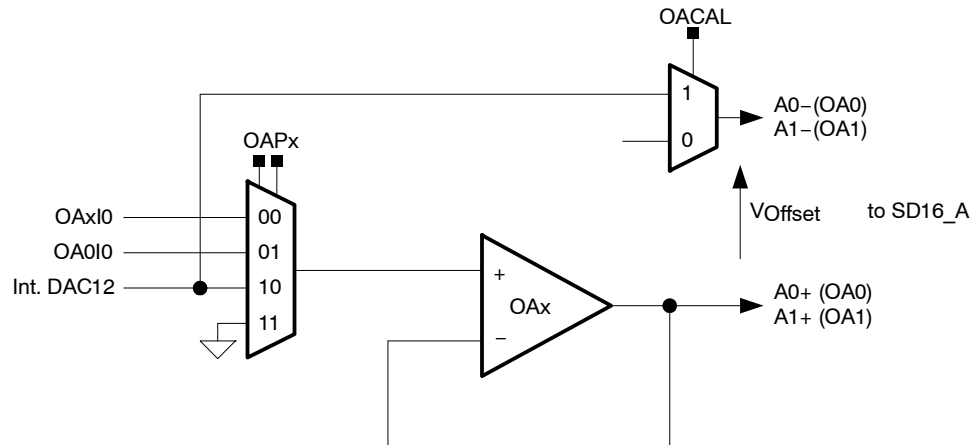 OACAL
1
A0−(OA0)
A1−(OA1)
0
OAPx
OAxI0
00
VOffset
to SD16_A
OA0I0
01
Int. DAC12
10
+
OAx
A0+ (OA0)
A1+ (OA1)
11
−